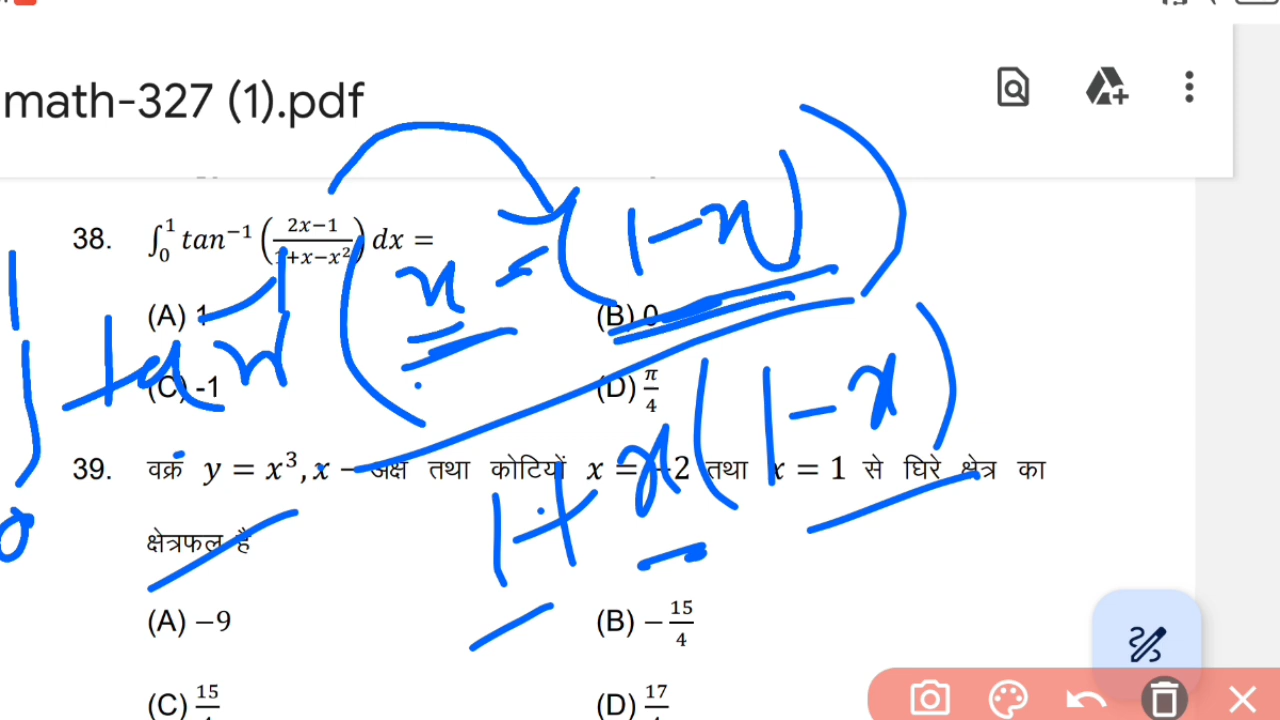 math-327 (1).pdf
38. ∫₀¹ tan⁻¹ ((2x−1)/(1+x−x²)) dx =
(A) 1 (B) 0
(C) -1 (D) π/4
39. वक्र y = x³, x − अक्ष तथा कोटियों x = −2 तथा x = 1 से घिरे क्षेत्र का
क्षेत्रफल है
(A) −9 (B) −15/4
(C) 15/4 (D) 17/4
∫₀¹ tan⁻¹ ((x − (1−x))/(1+x(1−x)))